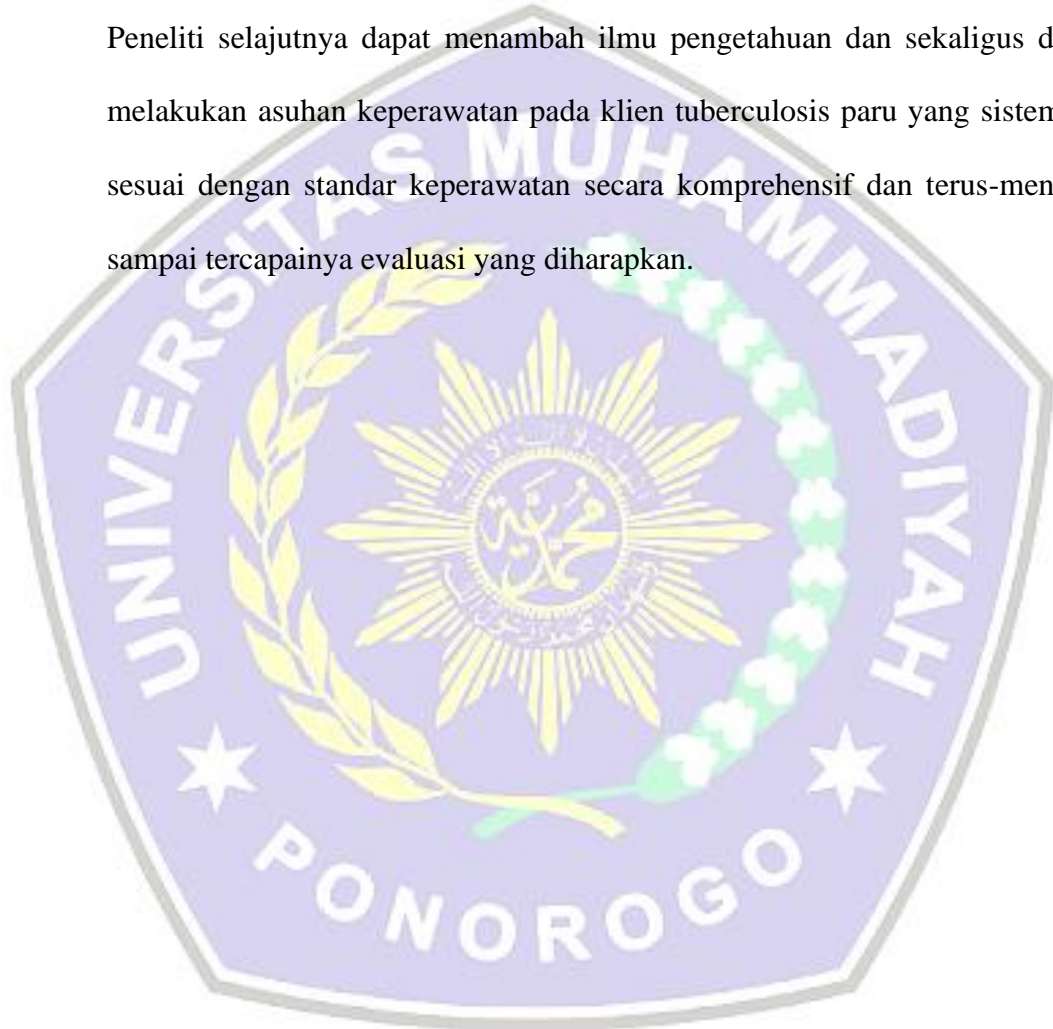 Peneliti selajutnya dapat menambah ilmu pengetahuan dan sekaligus d
melakukan asuhan keperawatan pada klien tuberculosis paru yang sistem
sesuai dengan standar keperawatan secara komprehensif dan terus-men
sampai tercapainya evaluasi yang diharapkan.
UNIVERSITAS MUHAMMADIYAH
PONOROGO